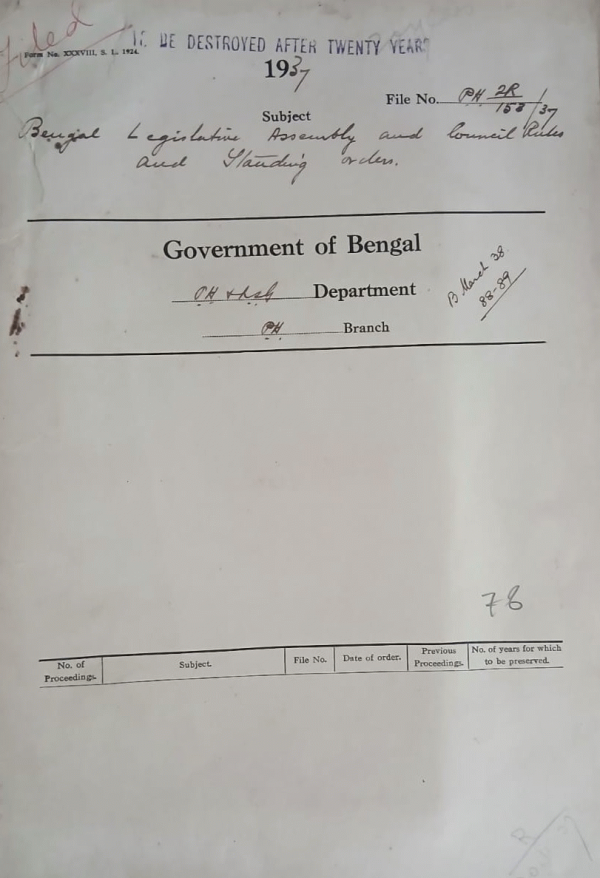 Filed
TO BE DESTROYED AFTER TWENTY YEARS
Form No. XXXVIII, S. L. 1924.
1937
File No. PH 2R/158/37
Subject
Bengal Legislative Assembly and Council Rules
and Standing orders.
Government of Bengal
PH & LSG Department
PH Branch
B. March 38
88-89
78
No. of Proceedings. Subject. File No. Date of order. Previous Proceedings. No. of years for which to be preserved.